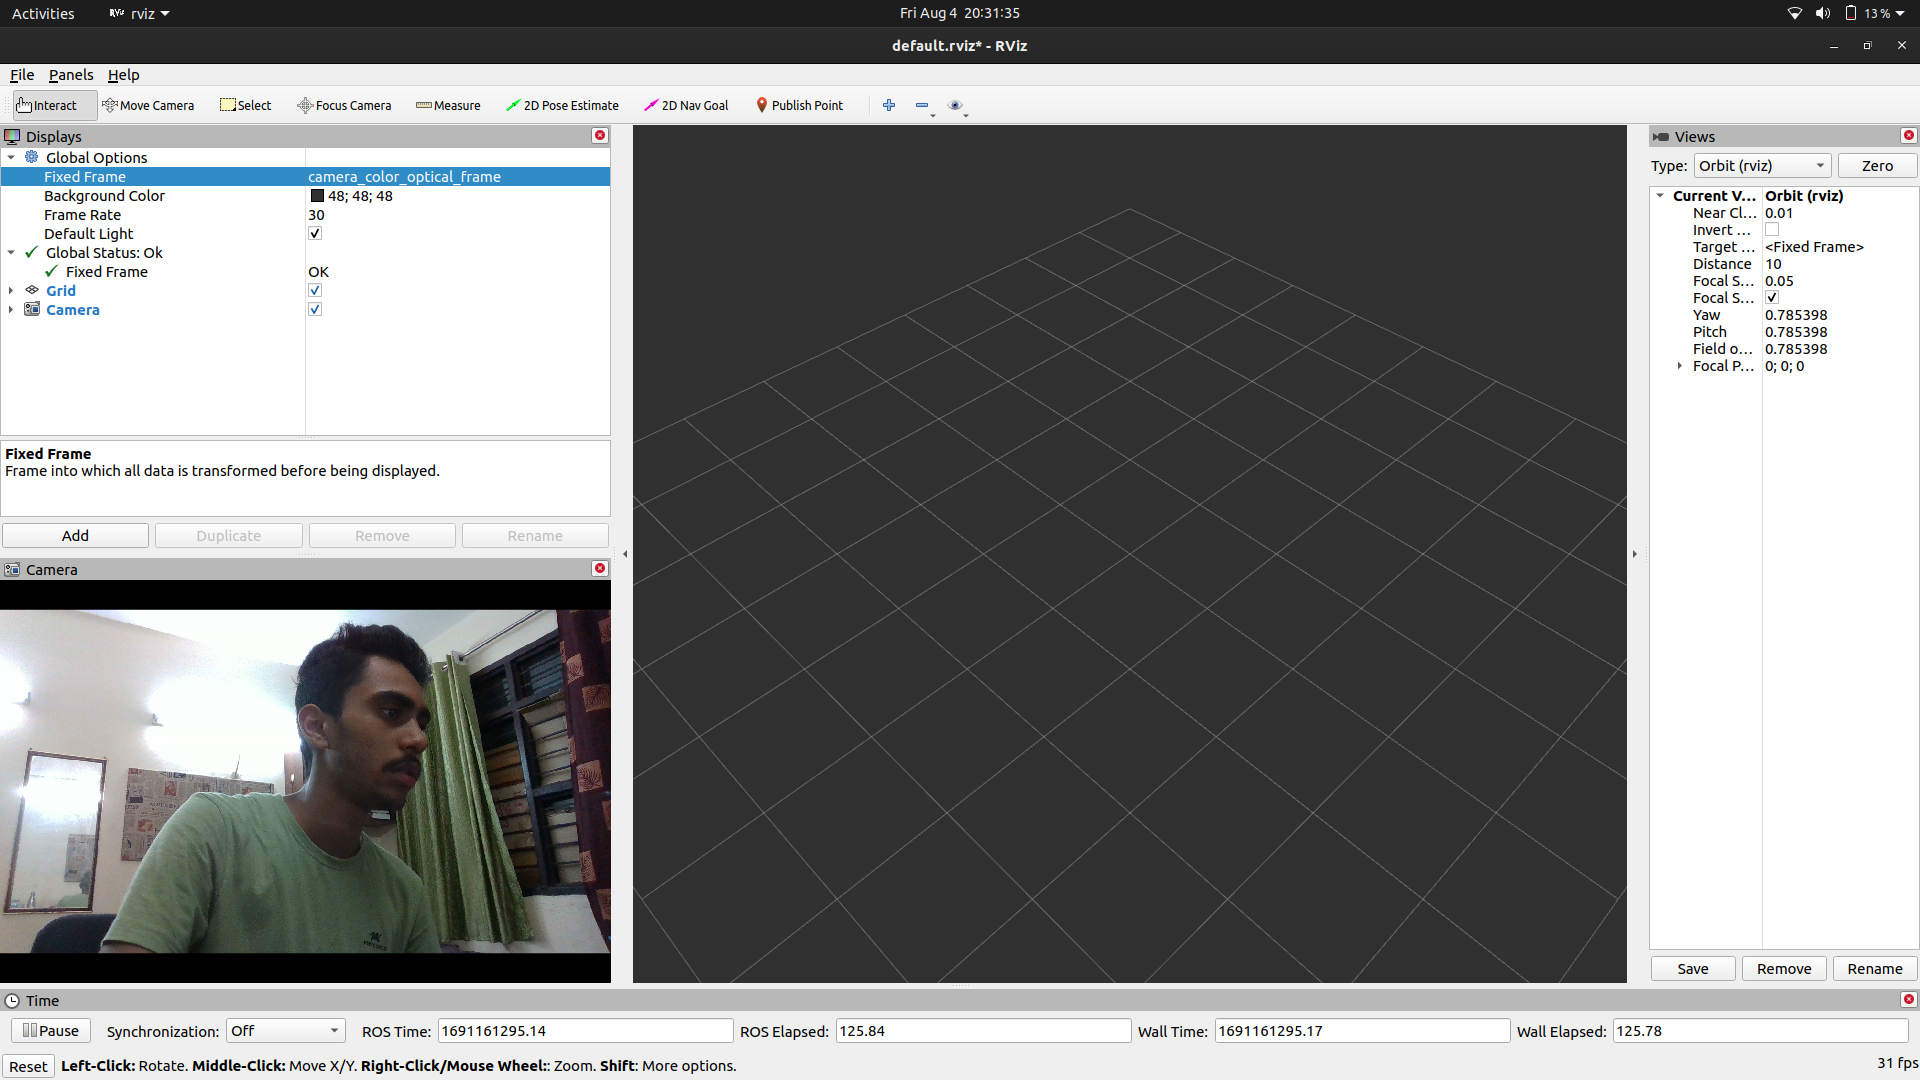 Activities rviz Fri Aug 4 20:31:35 13 %
default.rviz* - RViz
File Panels Help
Interact Move Camera Select Focus Camera Measure 2D Pose Estimate 2D Nav Goal Publish Point
Displays
Global Options
Fixed Frame camera_color_optical_frame
Background Color 48; 48; 48
Frame Rate 30
Default Light
Global Status: Ok
Fixed Frame OK
Grid
Camera
Fixed Frame
Frame into which all data is transformed before being displayed.
Add Duplicate Remove Rename
Camera
Views
Type: Orbit (rviz) Zero
Current V... Orbit (rviz)
Near Cl... 0.01
Invert ...
Target ... <Fixed Frame>
Distance 10
Focal S... 0.05
Focal S...
Yaw 0.785398
Pitch 0.785398
Field o... 0.785398
Focal P... 0; 0; 0
Save Remove Rename
Time
Pause Synchronization: Off ROS Time: 1691161295.14 ROS Elapsed: 125.84 Wall Time: 1691161295.17 Wall Elapsed: 125.78
Reset Left-Click: Rotate. Middle-Click: Move X/Y. Right-Click/Mouse Wheel:: Zoom. Shift: More options. 31 fps